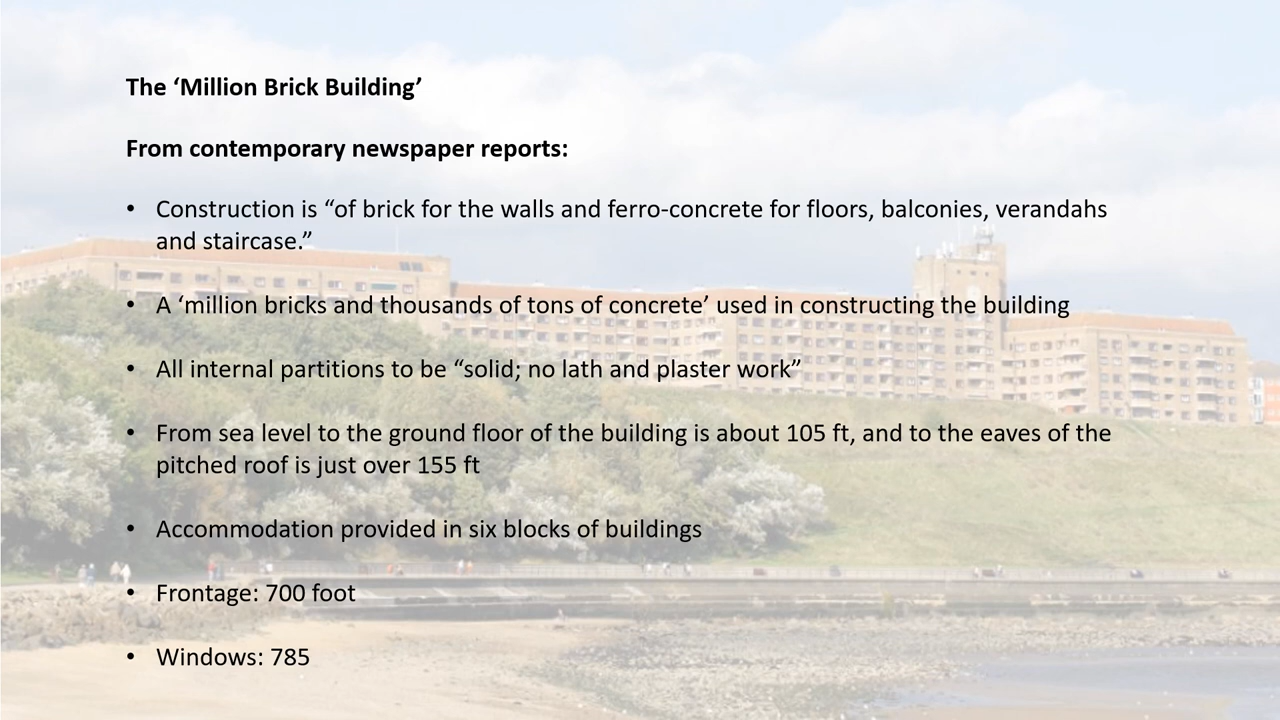 The ‘Million Brick Building’
From contemporary newspaper reports:
• Construction is “of brick for the walls and ferro-concrete for floors, balconies, verandahs
and staircase.”
• A ‘million bricks and thousands of tons of concrete’ used in constructing the building
• All internal partitions to be “solid; no lath and plaster work”
• From sea level to the ground floor of the building is about 105 ft, and to the eaves of the
pitched roof is just over 155 ft
• Accommodation provided in six blocks of buildings
• Frontage: 700 foot
• Windows: 785